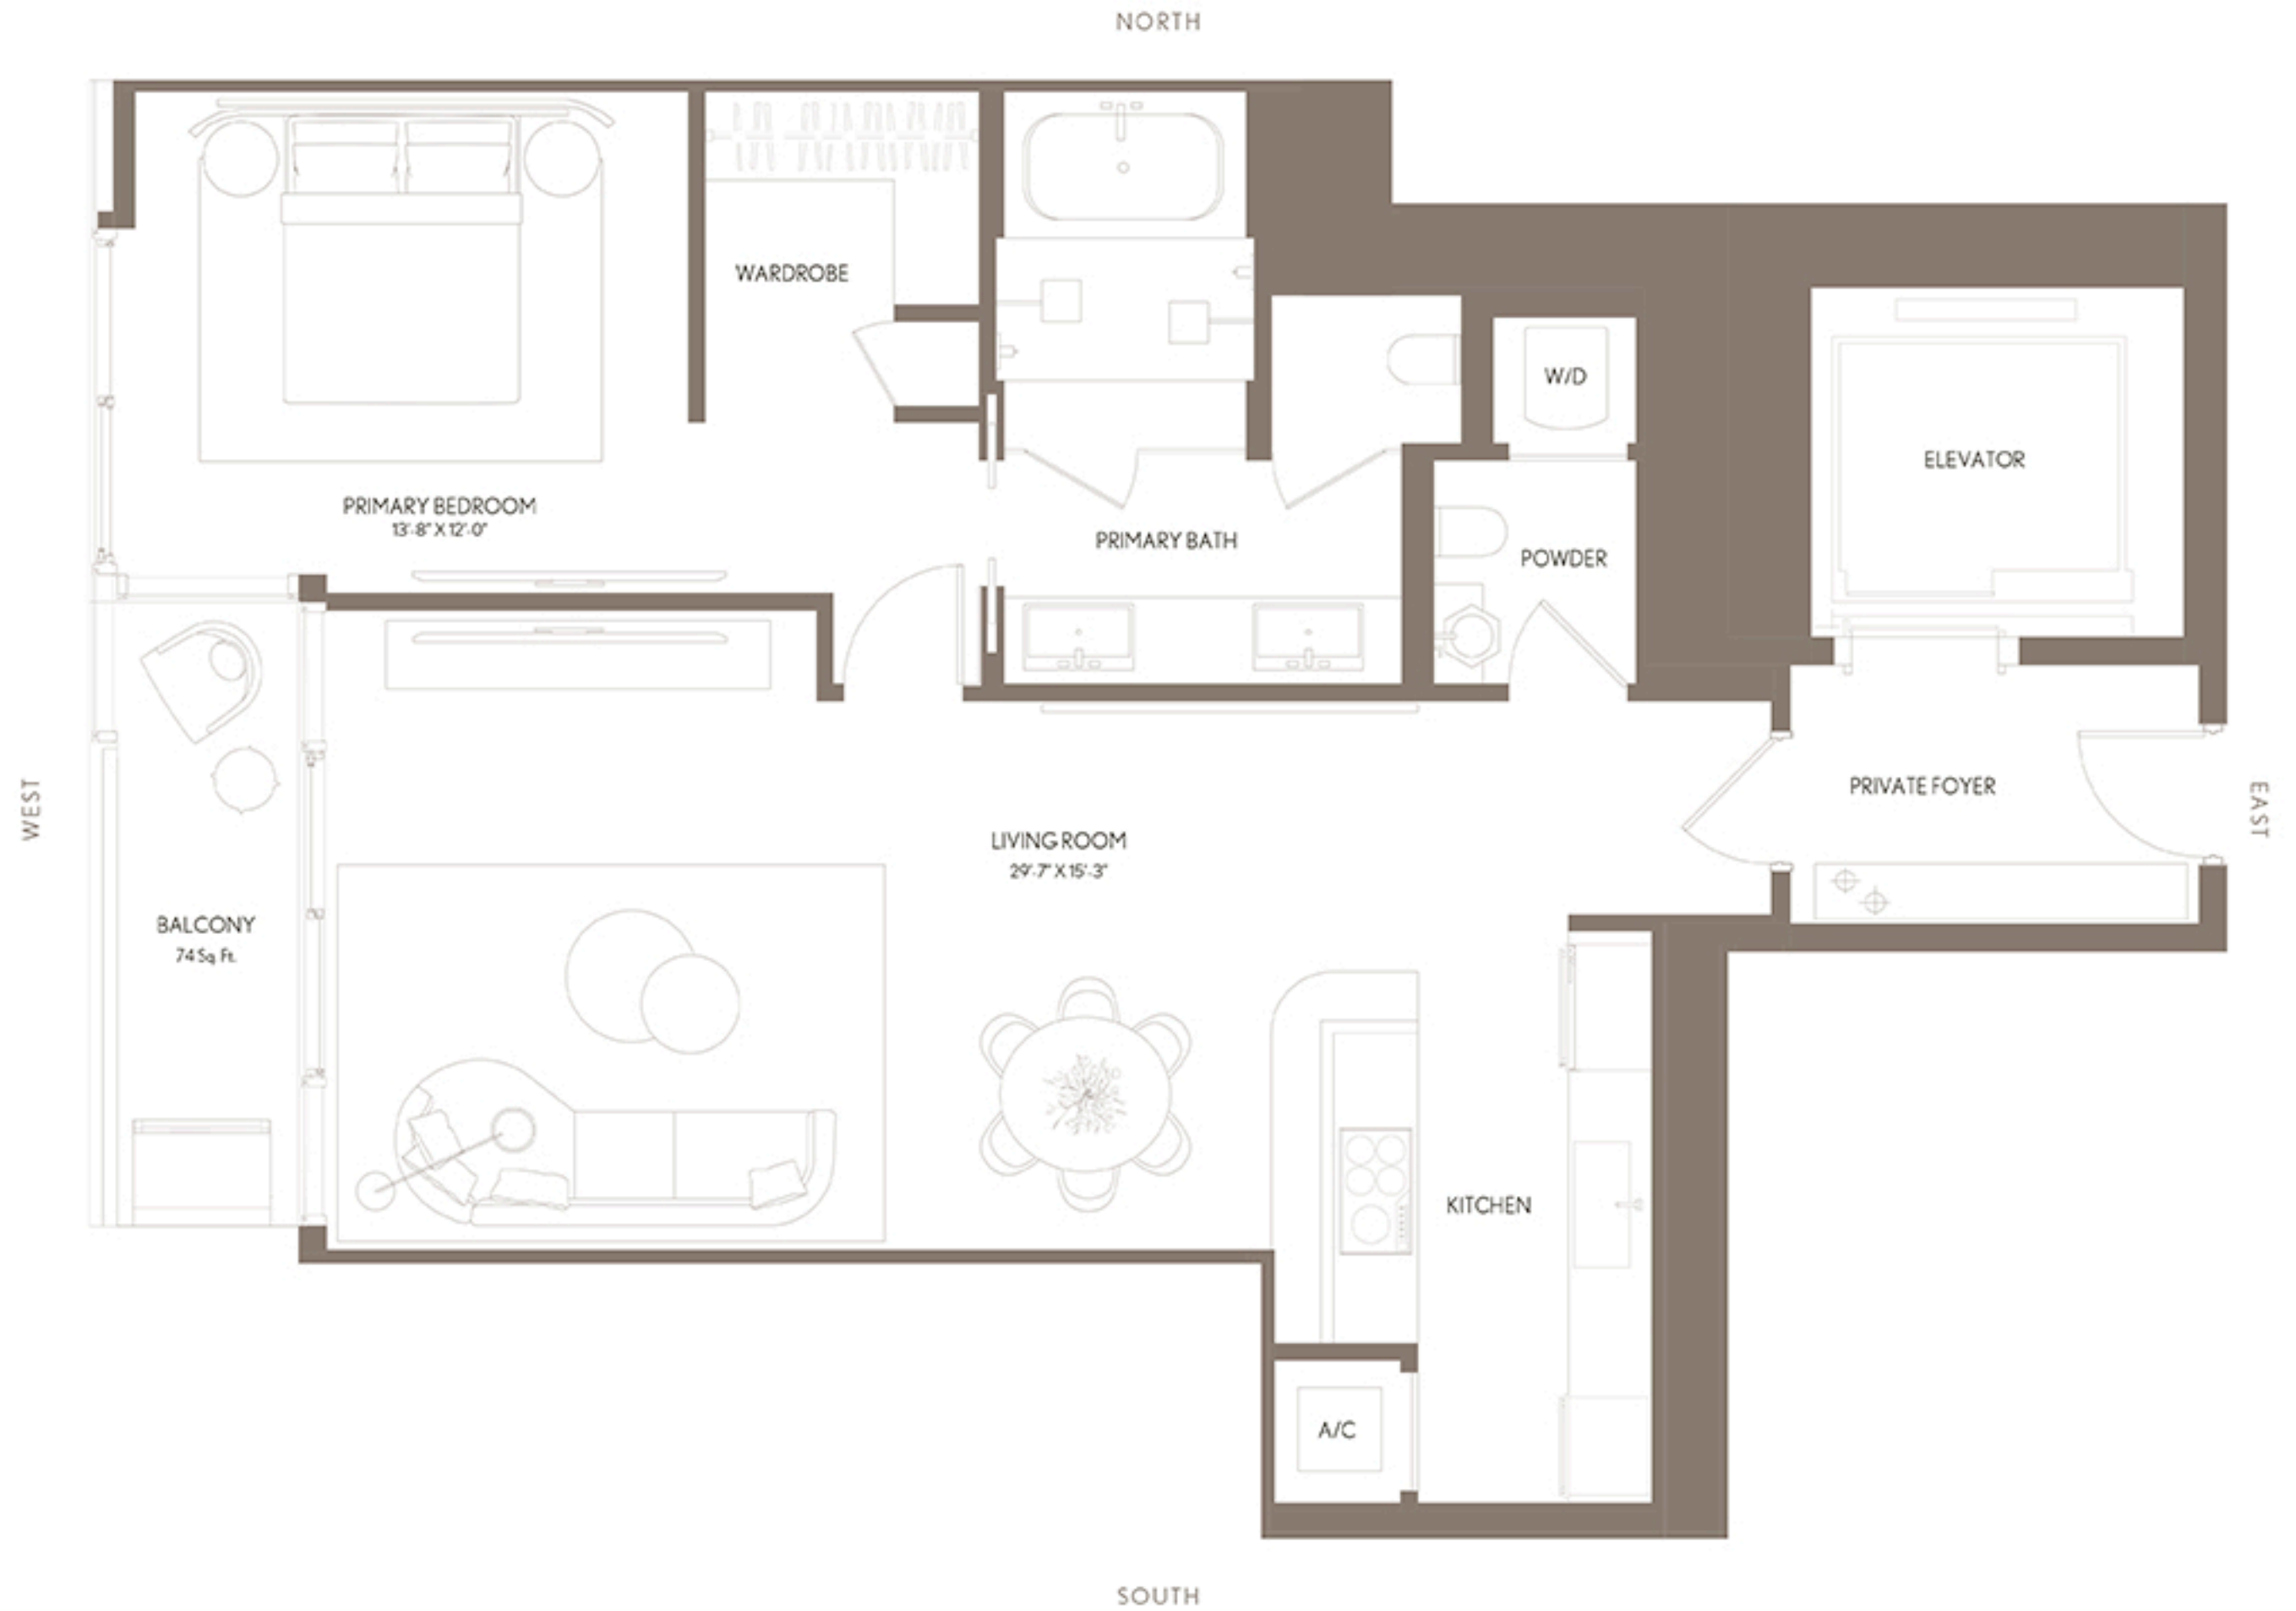 NORTH
WARDROBE
W/D
ELEVATOR
PRIMARY BEDROOM
13'-8" X 12'-0"
PRIMARY BATH
POWDER
WEST
PRIVATE FOYER
EAST
LIVING ROOM
29'-7" X 15'-3"
BALCONY
74 Sq. Ft.
KITCHEN
A/C
SOUTH